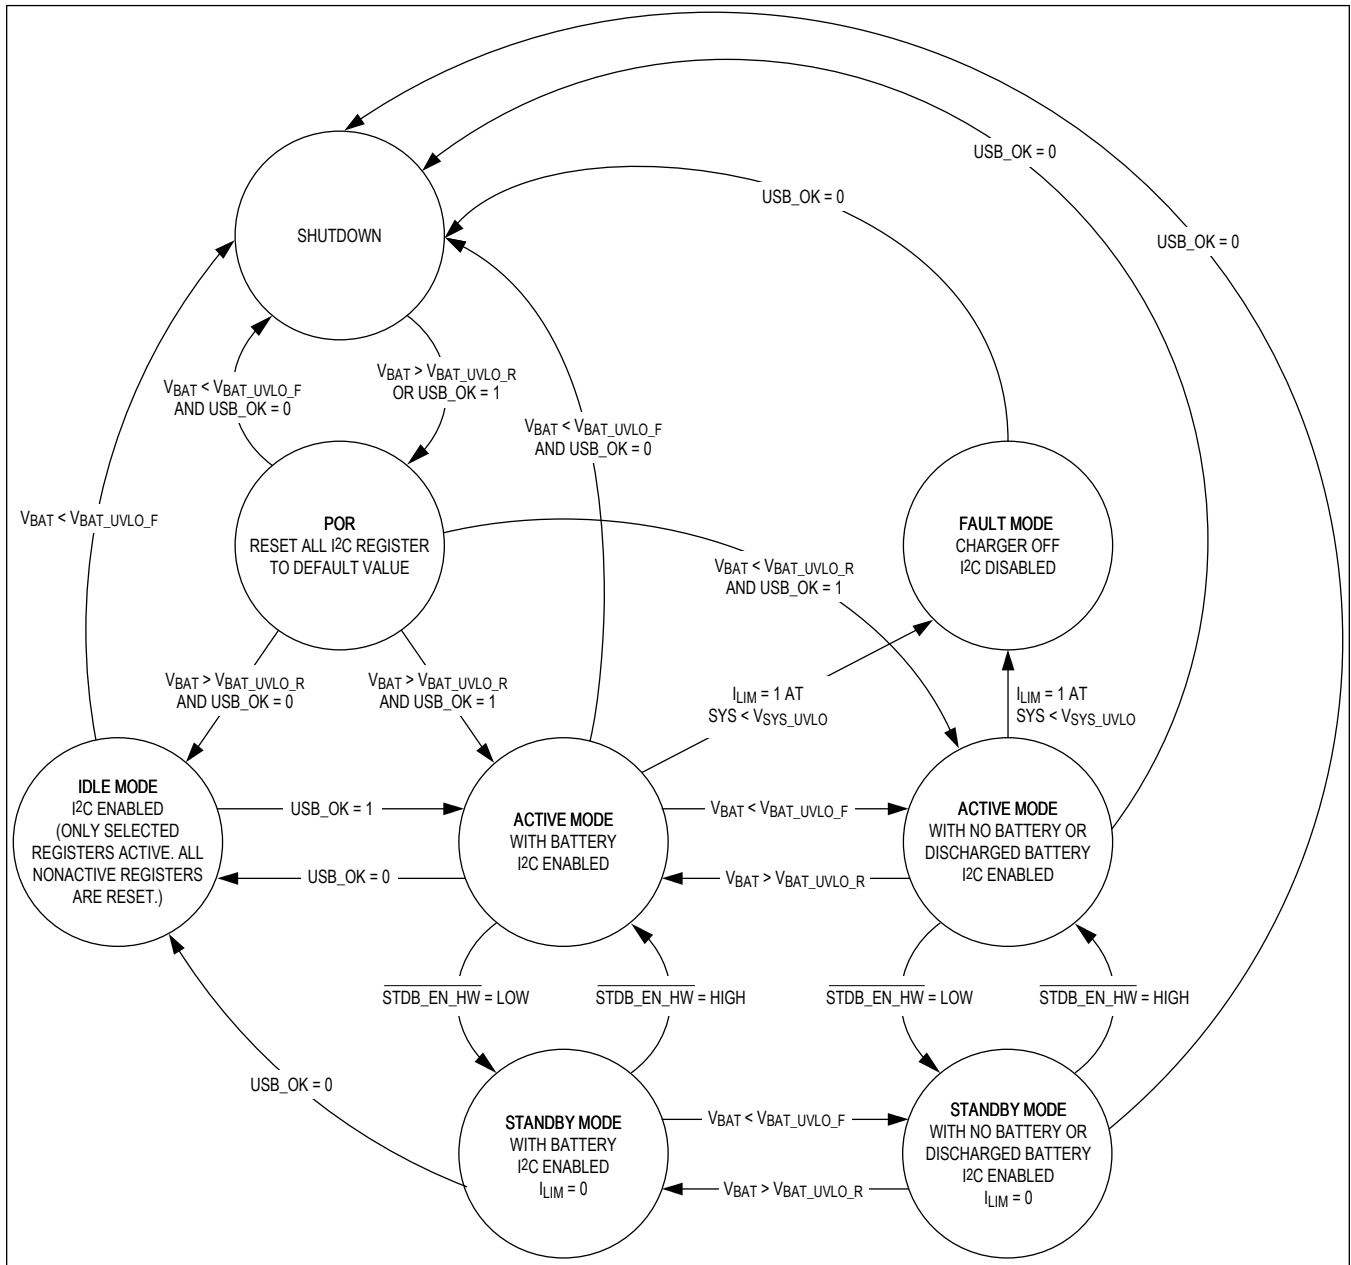 USB_OK = 0
USB_OK = 0
USB_OK = 0
SHUTDOWN
USB_OK = 0
VBAT < VBAT_UVLO_F
AND USB_OK = 0
VBAT > VBAT_UVLO_R
OR USB_OK = 1
VBAT < VBAT_UVLO_F
AND USB_OK = 0
VBAT < VBAT_UVLO_F
POR
RESET ALL I2C REGISTER
TO DEFAULT VALUE
VBAT < VBAT_UVLO_R
AND USB_OK = 1
FAULT MODE
CHARGER OFF
I2C DISABLED
VBAT > VBAT_UVLO_R
AND USB_OK = 0
VBAT > VBAT_UVLO_R
AND USB_OK = 1
ILIM = 1 AT
SYS < VSYS_UVLO
ILIM = 1 AT
SYS < VSYS_UVLO
IDLE MODE
I2C ENABLED
(ONLY SELECTED
REGISTERS ACTIVE. ALL
NONACTIVE REGISTERS
ARE RESET.)
USB_OK = 1
USB_OK = 0
ACTIVE MODE
WITH BATTERY
I2C ENABLED
VBAT < VBAT_UVLO_F
VBAT > VBAT_UVLO_R
ACTIVE MODE
WITH NO BATTERY OR
DISCHARGED BATTERY
I2C ENABLED
STDB_EN_HW = LOW
STDB_EN_HW = HIGH
STDB_EN_HW = LOW
STDB_EN_HW = HIGH
USB_OK = 0
STANDBY MODE
WITH BATTERY
I2C ENABLED
ILIM = 0
VBAT < VBAT_UVLO_F
VBAT > VBAT_UVLO_R
STANDBY MODE
WITH NO BATTERY OR
DISCHARGED BATTERY
I2C ENABLED
ILIM = 0